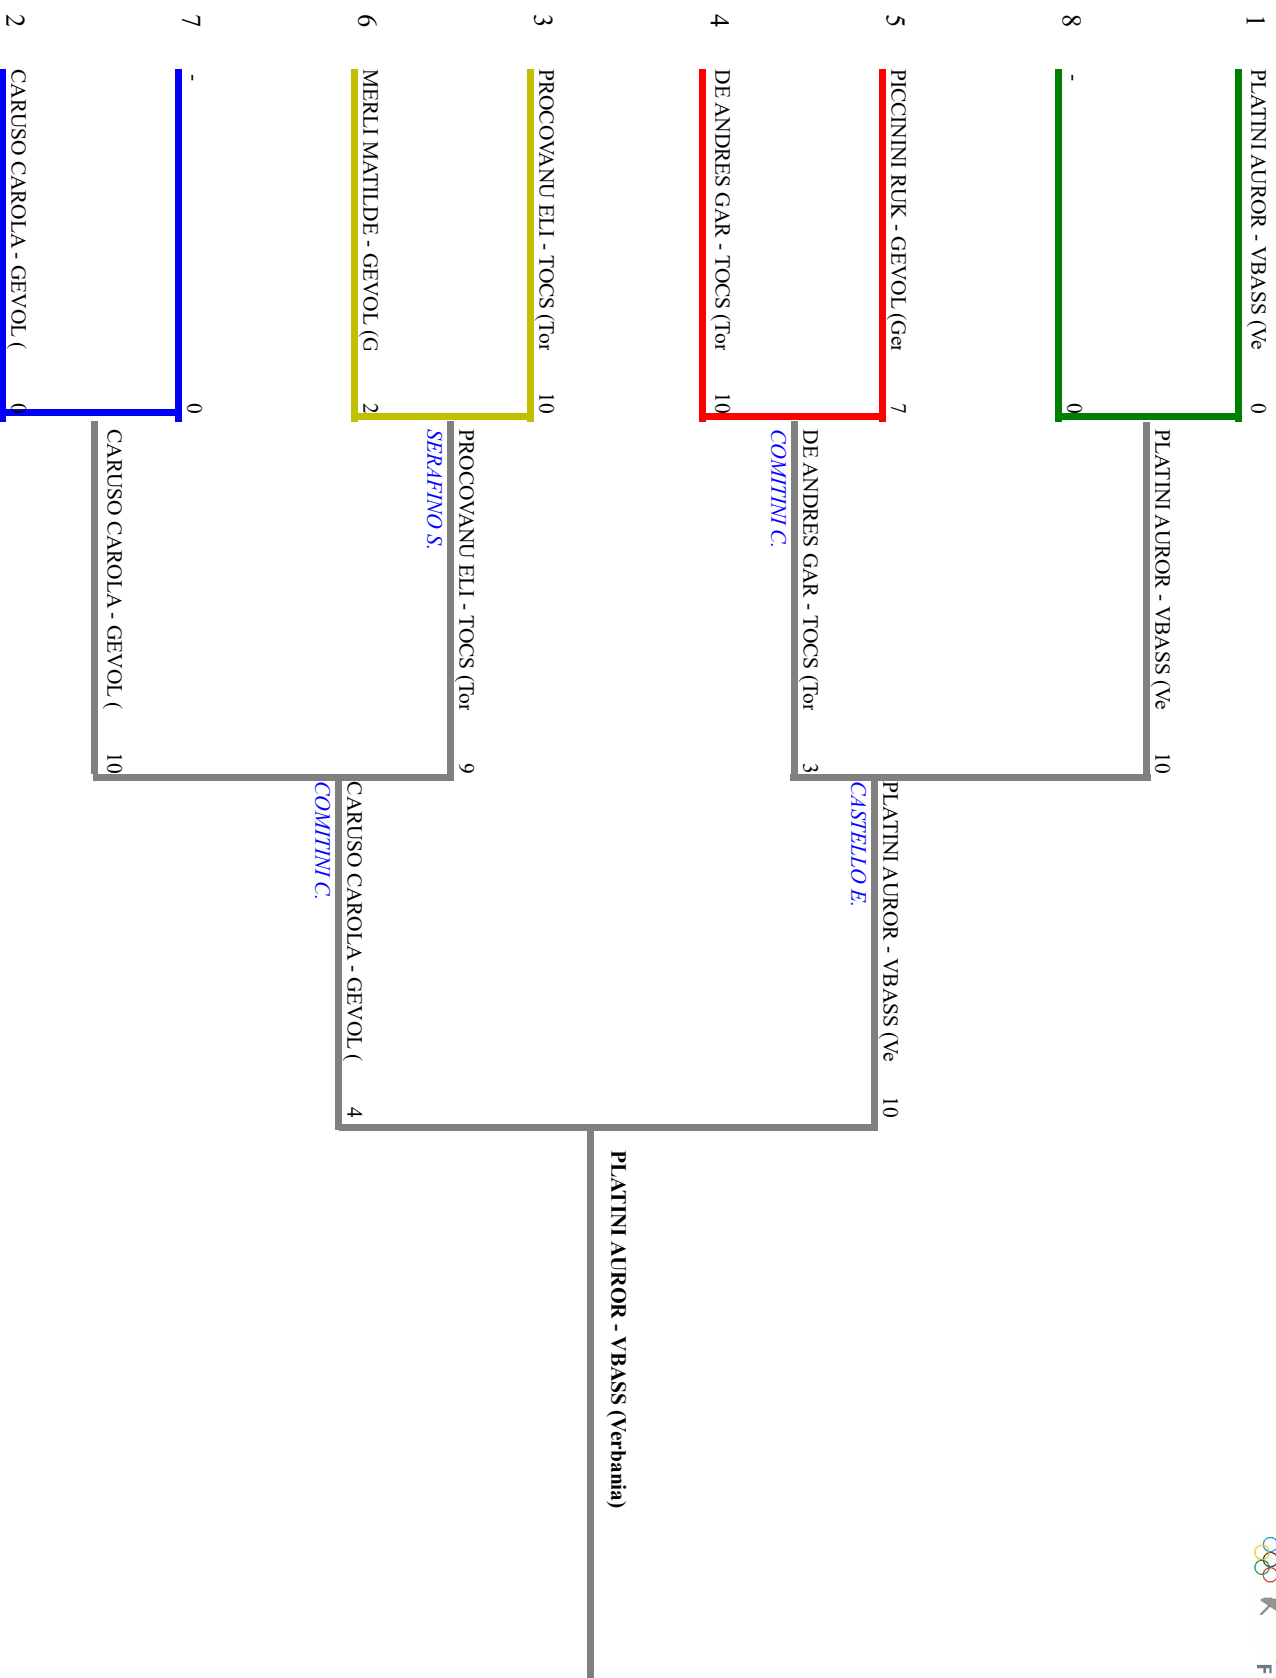 1 PLATINI AUROR - VBASS (Ve 0
PLATINI AUROR - VBASS (Ve 10
8 - 0
PLATINI AUROR - VBASS (Ve 10
CASTELLO E.
5 PICCININI RUK - GEVOL (Ger 7
DE ANDRES GAR - TOCS (Tor 3
COMITINI C.
4 DE ANDRES GAR - TOCS (Tor 10
PLATINI AUROR - VBASS (Verbania)
3 PROCOVANU ELI - TOCS (Tor 10
PROCOVANU ELI - TOCS (Tor 9
SERAFINO S.
6 MERLI MATILDE - GEVOL (G 2
CARUSO CAROLA - GEVOL ( 4
COMITINI C.
7 - 0
CARUSO CAROLA - GEVOL ( 10
2 CARUSO CAROLA - GEVOL ( 0
F